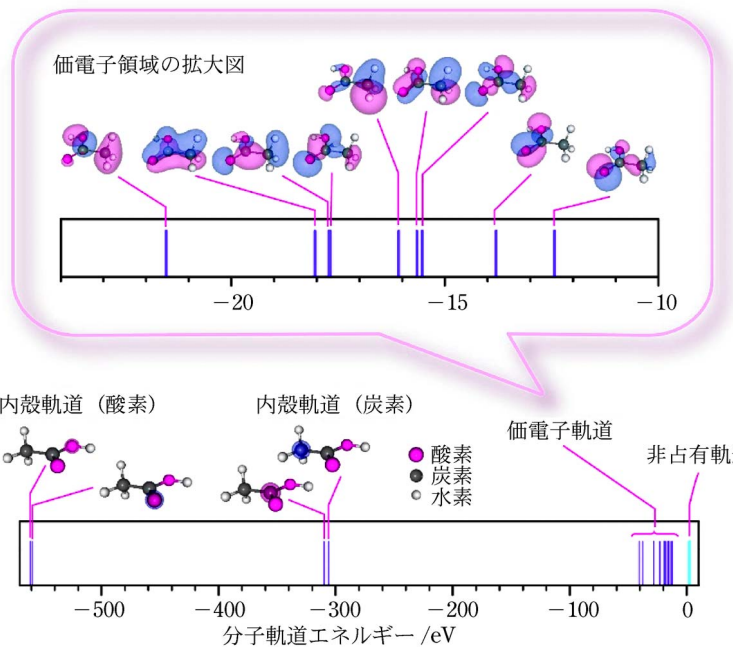 価電子領域の拡大図
−20
−15
−10
内殻軌道（酸素）
内殻軌道（炭素）
価電子軌道
非占有軌
酸素
炭素
水素
−500
−400
−300
−200
−100
0
分子軌道エネルギー/eV